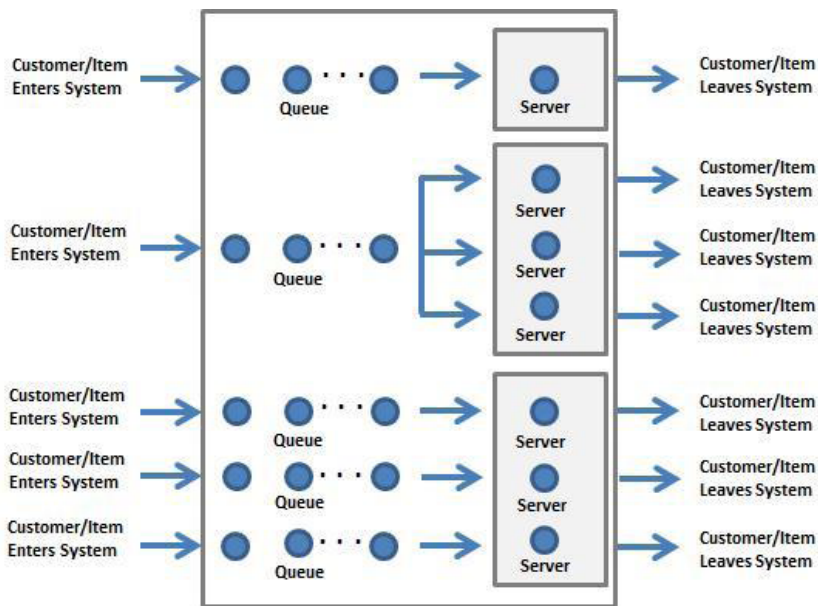 Customer/Item
Enters System
Queue
Server
Customer/Item
Leaves System
Customer/Item
Enters System
Queue
Server
Server
Server
Customer/Item
Leaves System
Customer/Item
Leaves System
Customer/Item
Leaves System
Customer/Item
Enters System
Queue
Server
Customer/Item
Leaves System
Customer/Item
Enters System
Queue
Server
Customer/Item
Leaves System
Customer/Item
Enters System
Queue
Server
Customer/Item
Leaves System